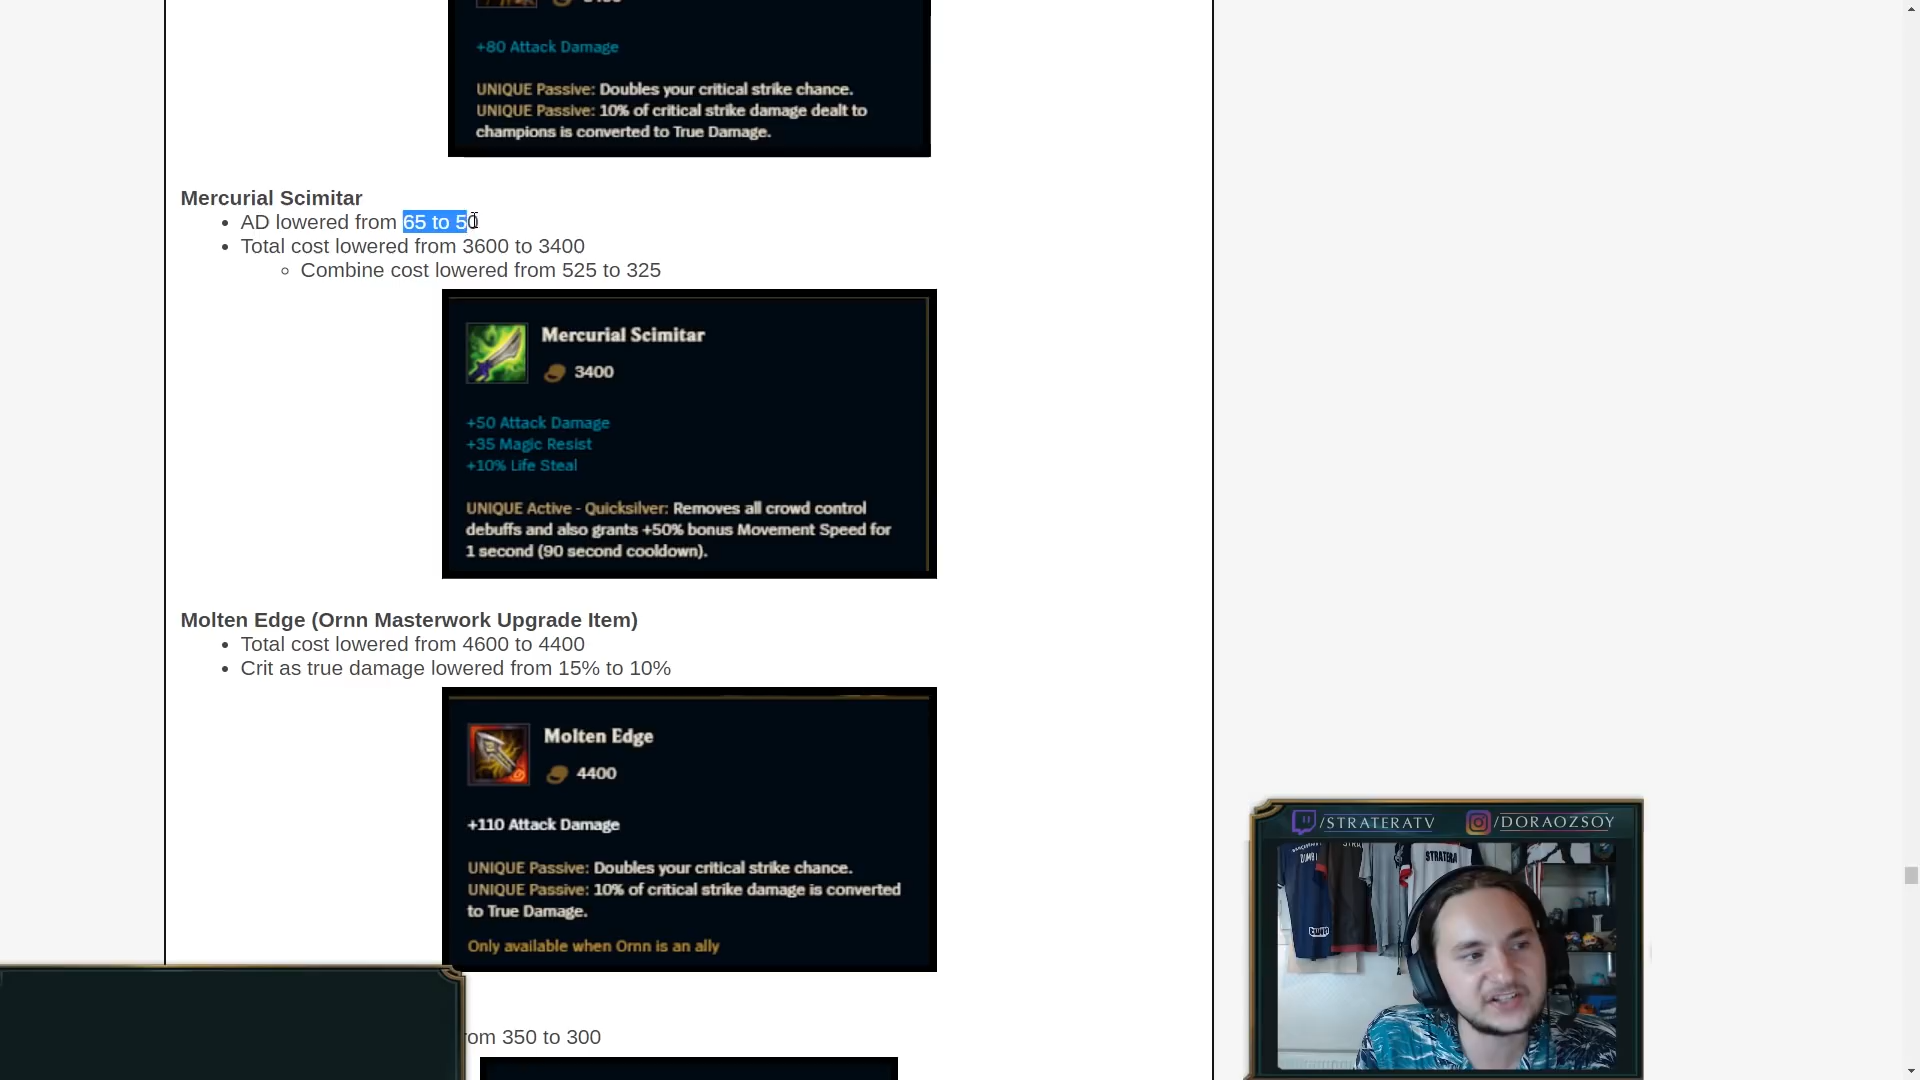 +80 Attack Damage
UNIQUE Passive: Doubles your critical strike chance.
UNIQUE Passive: 10% of critical strike damage dealt to
champions is converted to True Damage.
Mercurial Scimitar
• AD lowered from 65 to 50
• Total cost lowered from 3600 to 3400
◦ Combine cost lowered from 525 to 325
Mercurial Scimitar
3400
+50 Attack Damage
+35 Magic Resist
+10% Life Steal
UNIQUE Active - Quicksilver: Removes all crowd control
debuffs and also grants +50% bonus Movement Speed for
1 second (90 second cooldown).
Molten Edge (Ornn Masterwork Upgrade Item)
• Total cost lowered from 4600 to 4400
• Crit as true damage lowered from 15% to 10%
Molten Edge
4400
+110 Attack Damage
UNIQUE Passive: Doubles your critical strike chance.
UNIQUE Passive: 10% of critical strike damage is converted
to True Damage.
Only available when Ornn is an ally
/STRATERATV /DORAOZSOY
STRATERA
rom 350 to 300